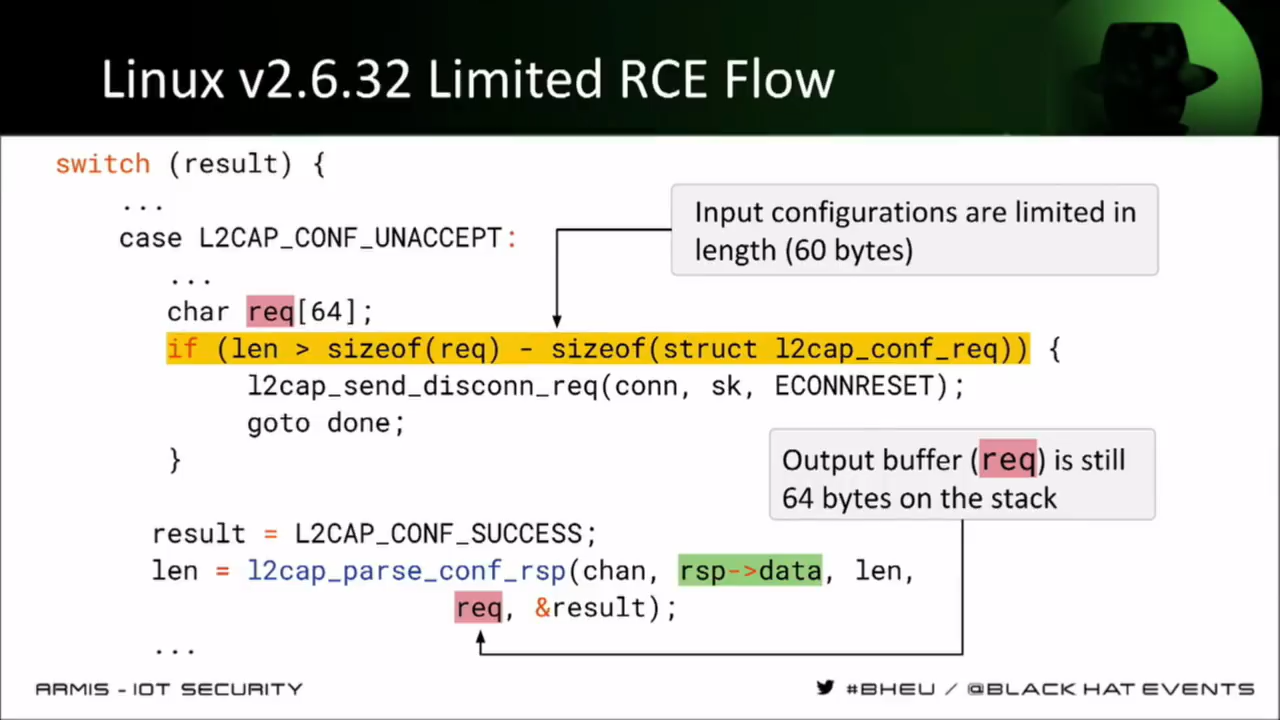 Linux v2.6.32 Limited RCE Flow
switch (result) {
...
Input configurations are limited in
length (60 bytes)
case L2CAP_CONF_UNACCEPT:
...
char req[64];
if (len > sizeof(req) - sizeof(struct l2cap_conf_req)) {
l2cap_send_disconn_req(conn, sk, ECONNRESET);
goto done;
}
Output buffer (req) is still
64 bytes on the stack
result = L2CAP_CONF_SUCCESS;
len = l2cap_parse_conf_rsp(chan, rsp->data, len,
req, &result);
...
ARMIS - IOT SECURITY
#BHEU / @BLACK HAT EVENTS